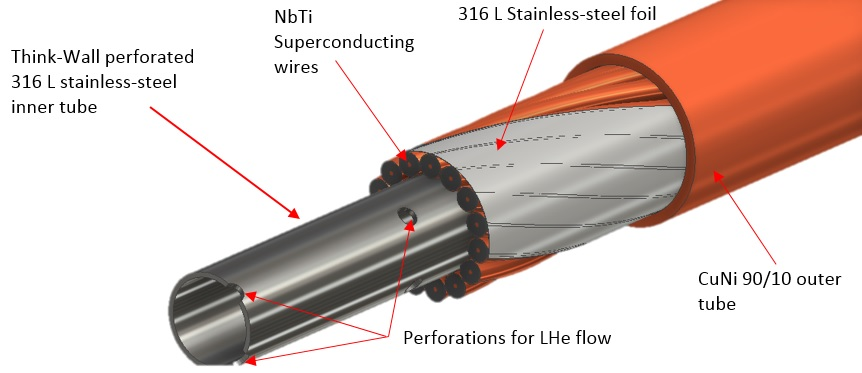 NbTi
Superconducting
wires
316 L Stainless-steel foil
Think-Wall perforated
316 L stainless-steel
inner tube
CuNi 90/10 outer
tube
Perforations for LHe flow